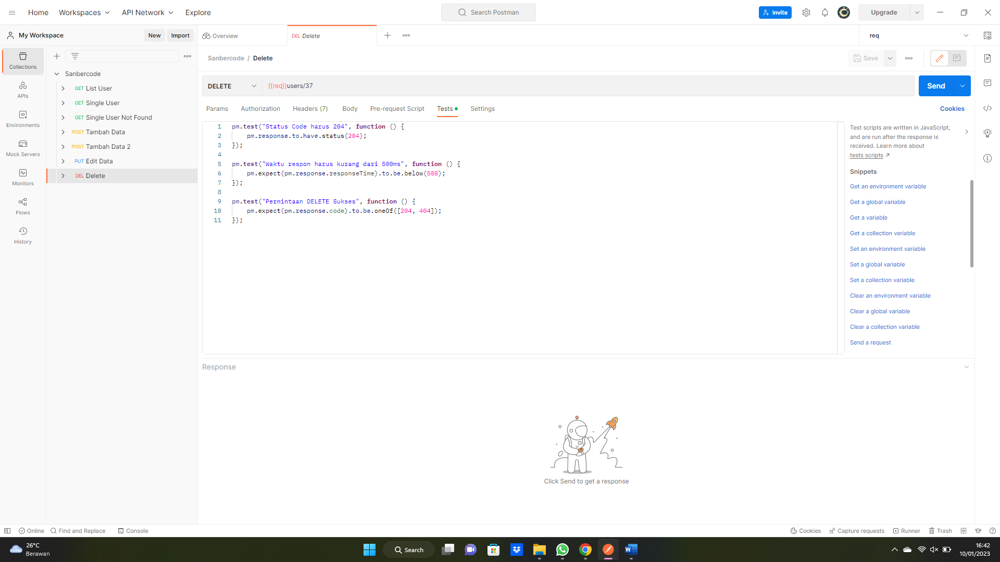 Home Workspaces API Network Explore
Search Postman
Invite Upgrade
My Workspace New Import
Overview
DEL Delete
req
Collections
APIs
Environments
Mock Servers
Monitors
Flows
History
Sanbercode
GET List User
GET Single User
GET Single User Not Found
POST Tambah Data
POST Tambah Data 2
PUT Edit Data
DEL Delete
Sanbercode / Delete
Save
DELETE {{req}}users/37
Send
Params Authorization Headers (7) Body Pre-request Script Tests Settings
Cookies
1 pm.test("Status Code harus 204", function () {
2 pm.response.to.have.status(204);
3 });
4
5 pm.test("Waktu respon harus kurang dari 500ms", function () {
6 pm.expect(pm.response.responseTime).to.be.below(500);
7 });
8
9 pm.test("Permintaan DELETE Sukses", function () {
10 pm.expect(pm.response.code).to.be.oneOf([204, 404]);
11 });
Test scripts are written in JavaScript,
and are run after the response is
received. Learn more about
tests scripts ↗
Snippets
Get an environment variable
Get a global variable
Get a variable
Get a collection variable
Set an environment variable
Set a global variable
Set a collection variable
Clear an environment variable
Clear a global variable
Clear a collection variable
Send a request
Response
Click Send to get a response
Online Find and Replace Console
Cookies Capture requests Runner Trash
26°C
Berawan
Search
16:42
10/01/2023